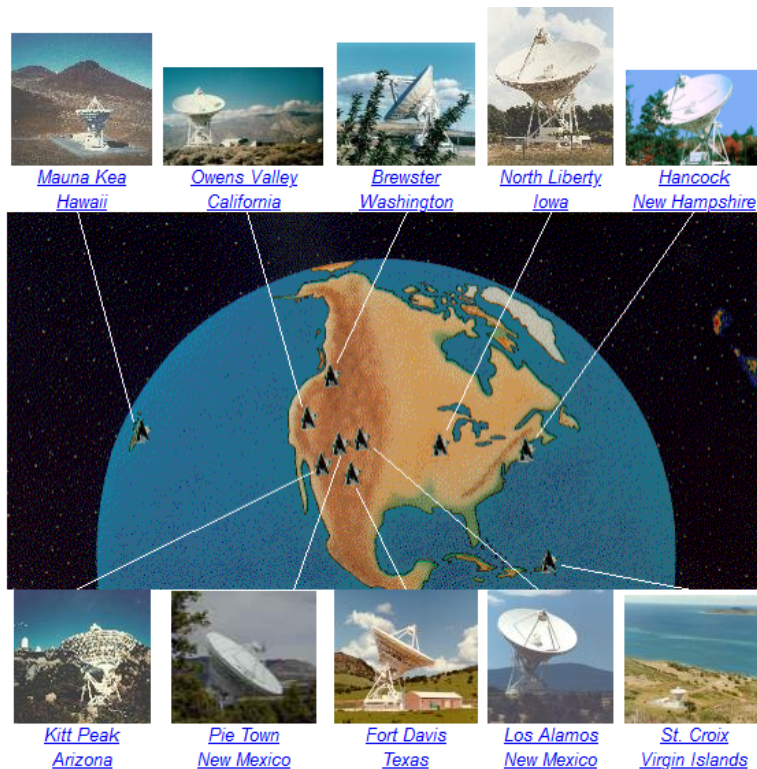 Mauna Kea
Hawaii
Owens Valley
California
Brewster
Washington
North Liberty
Iowa
Hancock
New Hampshire
Kitt Peak
Arizona
Pie Town
New Mexico
Fort Davis
Texas
Los Alamos
New Mexico
St. Croix
Virgin Islands